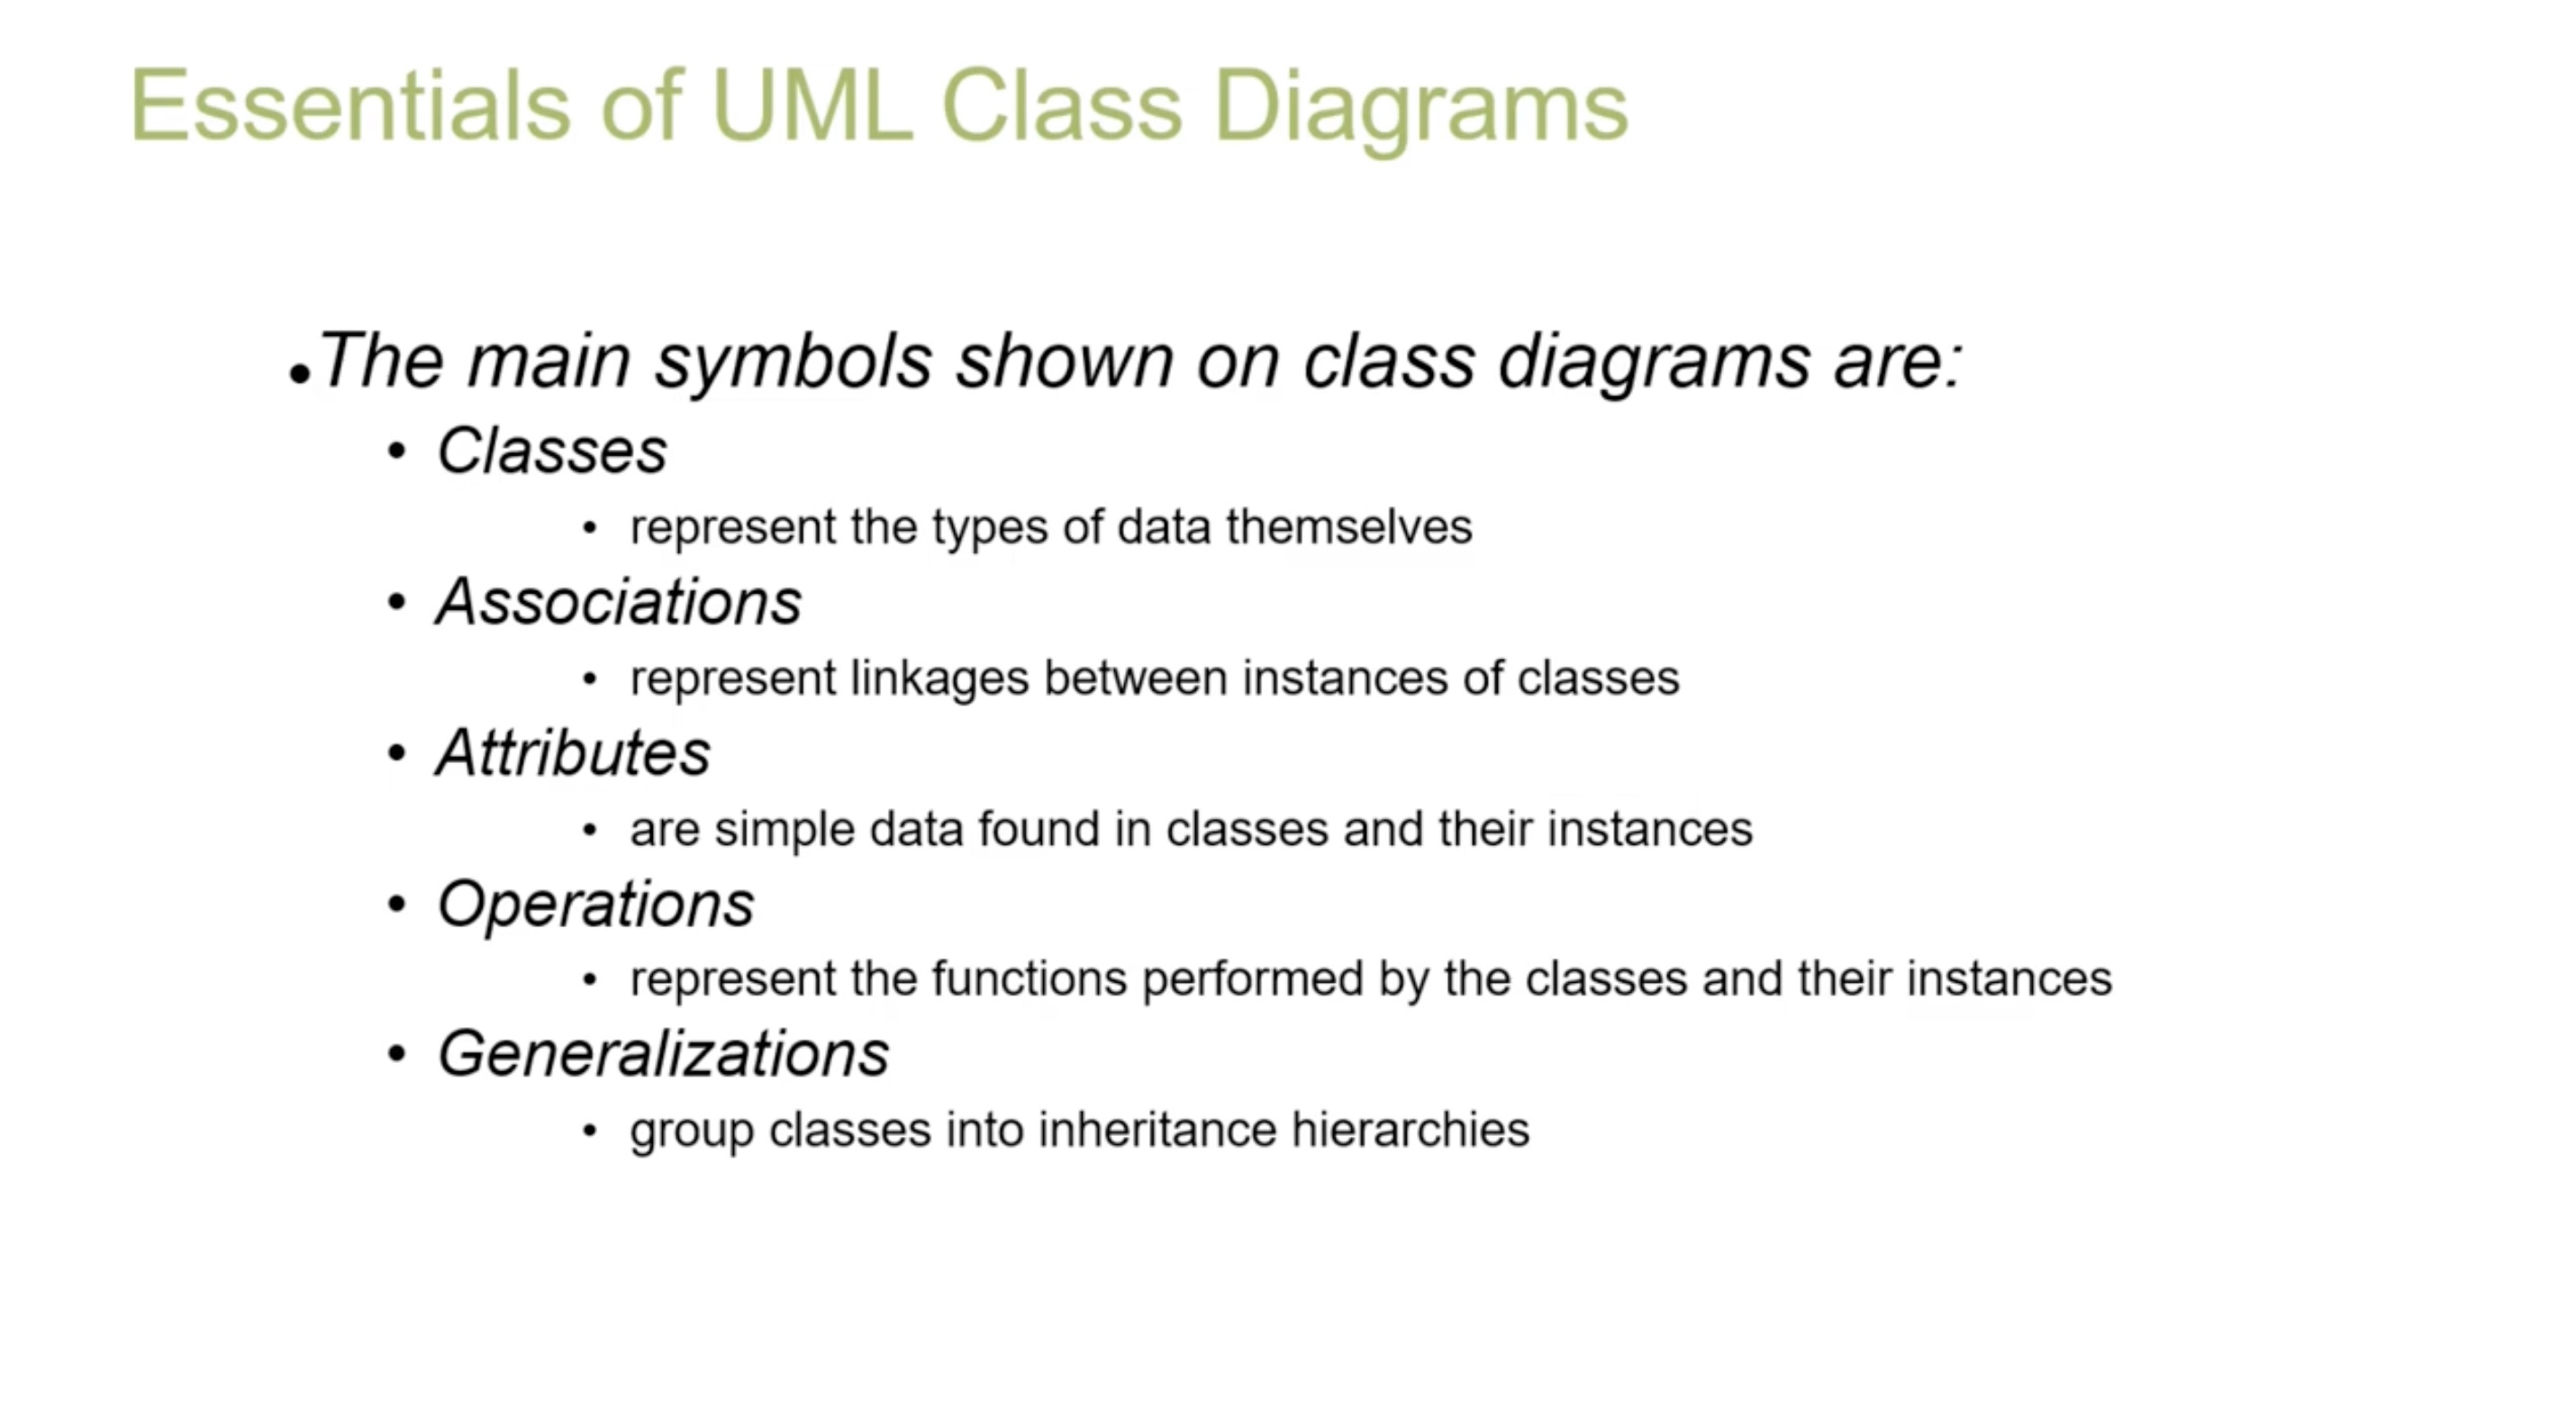 Essentials of UML Class Diagrams
•The main symbols shown on class diagrams are:
• Classes
• represent the types of data themselves
• Associations
• represent linkages between instances of classes
• Attributes
• are simple data found in classes and their instances
• Operations
• represent the functions performed by the classes and their instances
• Generalizations
• group classes into inheritance hierarchies